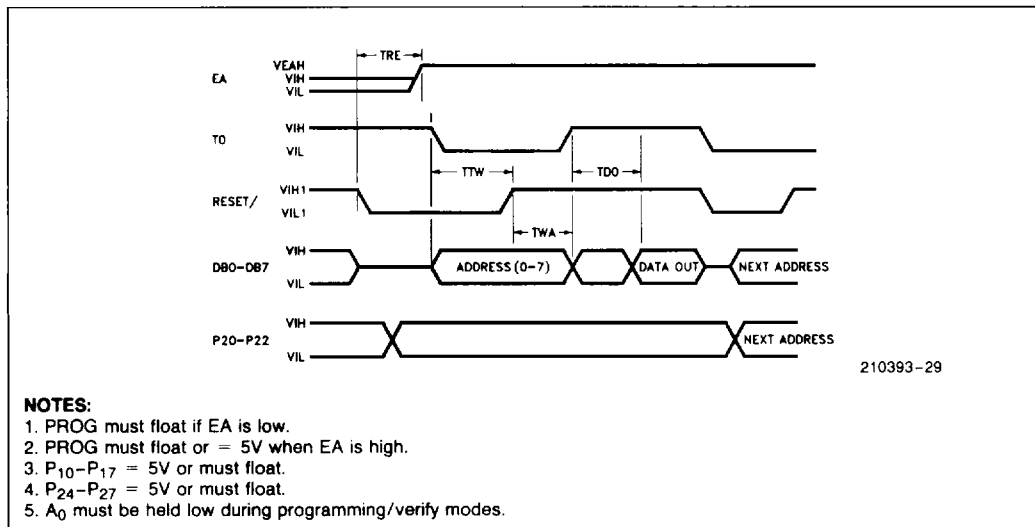 TRE
EA
VEAH
VIH
VIL
T0
VIH
VIL
TTW
TDO
RESET/
VIH1
VIL1
TWA
DB0-DB7
VIH
VIL
ADDRESS (0-7)
DATA OUT
NEXT ADDRESS
P20-P22
VIH
VIL
NEXT ADDRESS
210393-29
NOTES:
1. PROG must float if EA is low.
2. PROG must float or = 5V when EA is high.
3. P10–P17 = 5V or must float.
4. P24–P27 = 5V or must float.
5. A0 must be held low during programming/verify modes.